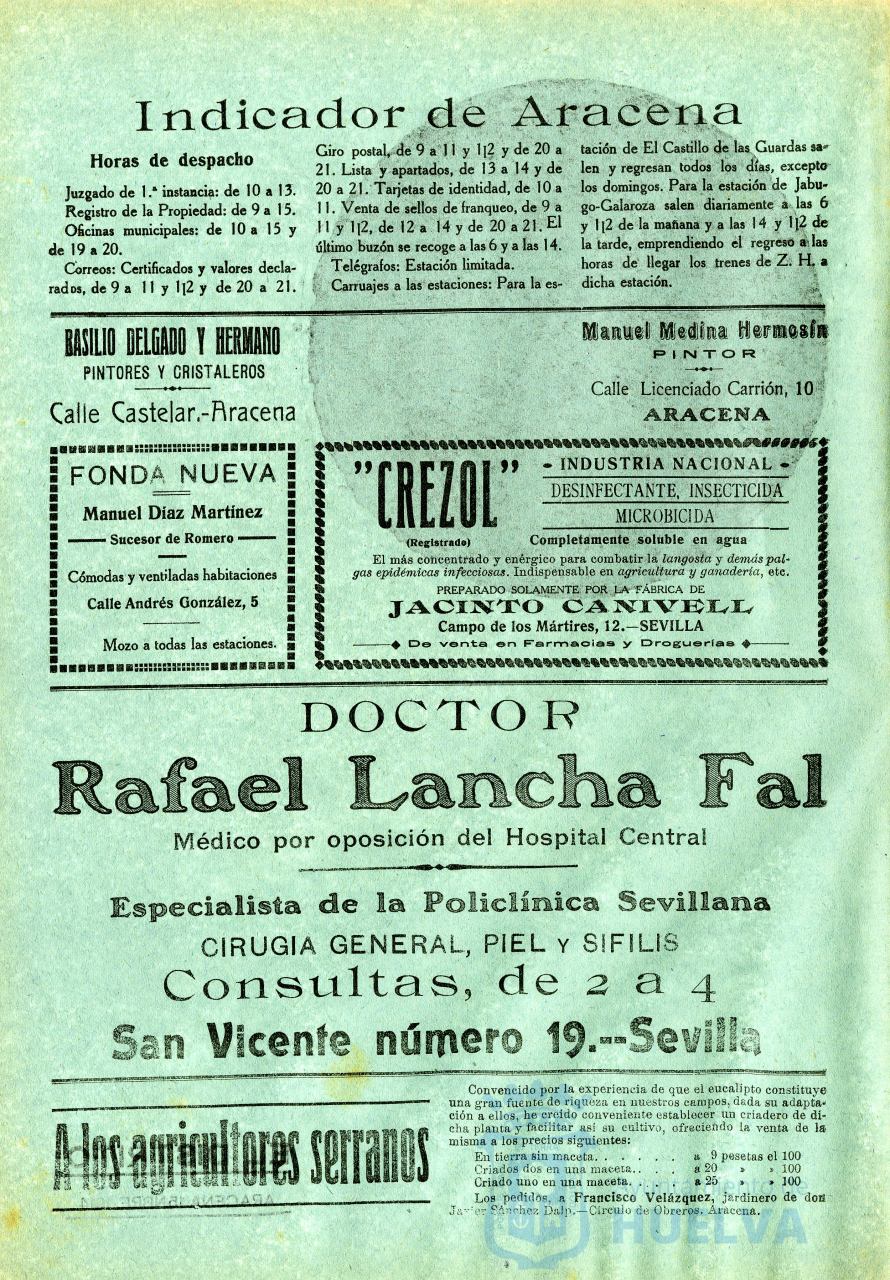 Indicador de Aracena
Horas de despacho
Juzgado de 1.ª instancia: de 10 a 13.
Registro de la Propiedad: de 9 a 15.
Oficinas municipales: de 10 a 15 y
de 19 a 20.
Correos: Certificados y valores decla-
rados, de 9 a 11 y 1|2 y de 20 a 21.
Giro postal, de 9 a 11 y 1|2 y de 20 a
21. Lista y apartados, de 13 a 14 y de
20 a 21. Tarjetas de identidad, de 10 a
11. Venta de sellos de franqueo, de 9 a
11 y 1|2, de 12 a 14 y de 20 a 21. El
último buzón se recoge a las 6 y a las 14.
Telégrafos: Estación limitada.
Carruajes a las estaciones: Para la es-
tación de El Castillo de las Guardas sa-
len y regresan todos los días, excepto
los domingos. Para la estación de Jabu-
go-Galaroza salen diariamente a las 6
y 1|2 de la mañana y a las 14 y 1|2 de
la tarde, emprendiendo el regreso a las
horas de llegar los trenes de Z. H. a
dicha estación.
BASILIO DELGADO Y HERMANO
PINTORES Y CRISTALEROS
Calle Castelar.-Aracena
Manuel Medina Hermosín
PINTOR
Calle Licenciado Carrión, 10
ARACENA
FONDA NUEVA
Manuel Díaz Martínez
Sucesor de Romero
Cómodas y ventiladas habitaciones
Calle Andrés González, 5
Mozo a todas las estaciones.
"CREZOL"
(Registrado)
INDUSTRIA NACIONAL
DESINFECTANTE, INSECTICIDA
MICROBICIDA
Completamente soluble en agua
El más concentrado y enérgico para combatir la langosta y demás pal-
gas epidémicas infecciosas. Indispensable en agricultura y ganadería, etc.
PREPARADO SOLAMENTE POR LA FÁBRICA DE
JACINTO CANIVELL
Campo de los Mártires, 12.—SEVILLA
De venta en Farmacias y Droguerías
DOCTOR
Rafael Lancha Fal
Médico por oposición del Hospital Central
Especialista de la Policlínica Sevillana
CIRUGIA GENERAL, PIEL Y SIFILIS
Consultas, de 2 a 4
San Vicente número 19.--Sevilla
A los agricultores serranos
Convencido por la experiencia de que el eucalipto constituye
una gran fuente de riqueza en nuestros campos, dada su adapta-
ción a ellos, he creído conveniente establecer un criadero de di-
cha planta y facilitar así su cultivo, ofreciendo la venta de la
misma a los precios siguientes:
En tierra sin maceta. . . . . . a 9 pesetas el 100
Criados dos en una maceta. . . . a 20 » » 100
Criado uno en una maceta. . . . a 25 » » 100
Los pedidos, a Francisco Velázquez, jardinero de don
Javier Sánchez Dalp.—Círculo de Obreros. Aracena.
HUELVA